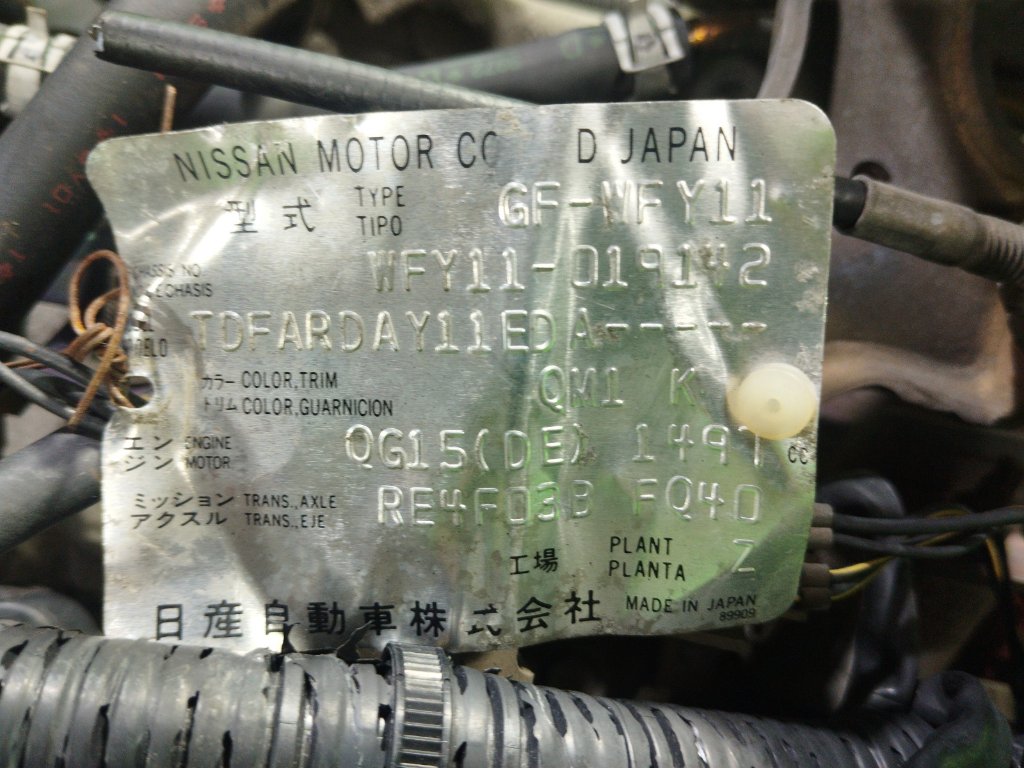 NISSAN MOTOR CO D JAPAN
型式 TYPE TIPO GF-WFY11
CHASSIS NO WFY11-019142
CHASIS
TDFARDAY11EDA-----
カラー COLOR,TRIM QM1 K
トリム COLOR,GUARNICION
エンジン ENGINE MOTOR QG15(DE) 1497 CC
ミッション TRANS.,AXLE RE4F03B FQ40
アクスル TRANS.,EJE
工場 PLANT PLANTA Z
日産自動車株式会社 MADE IN JAPAN
89909